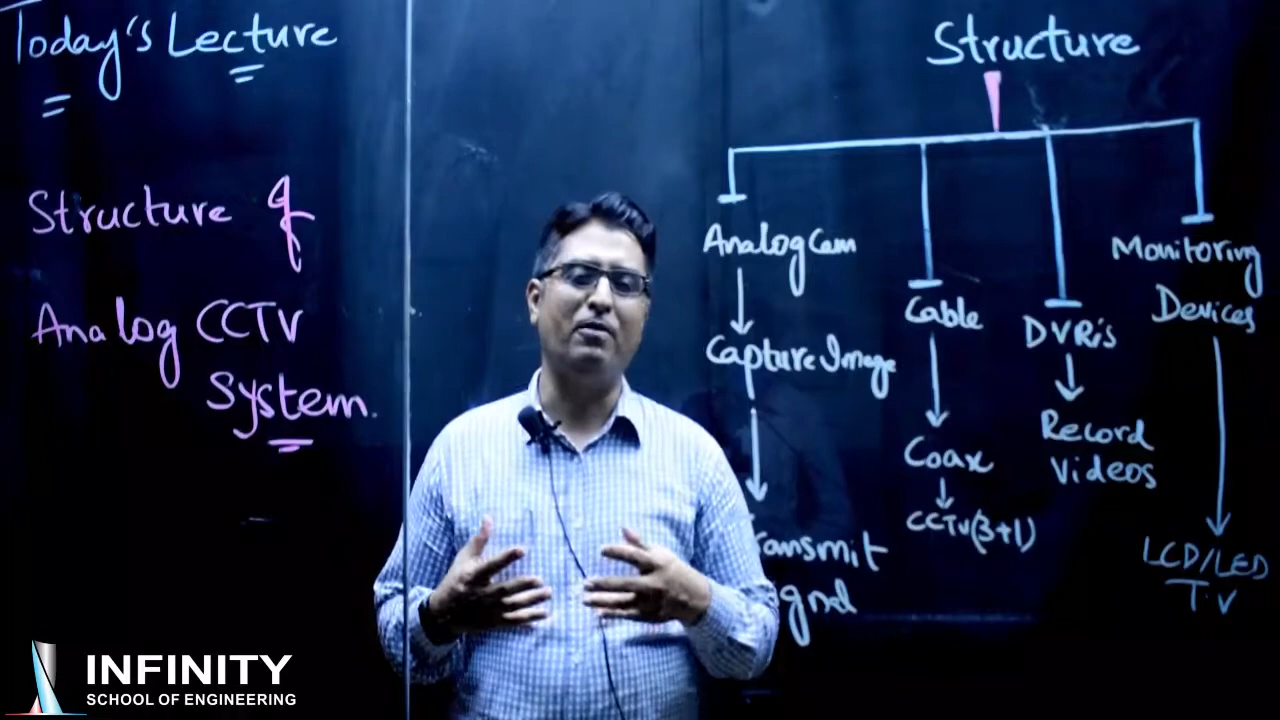 Today's Lecture
Structure of
Analog CCTV
System.
Structure
Analog Cam
Capture Image
Cable
Coax
CCTV(3+1)
DVR's
Record
Videos
Monitoring
Devices
LCD/LED
T.V
INFINITY
SCHOOL OF ENGINEERING